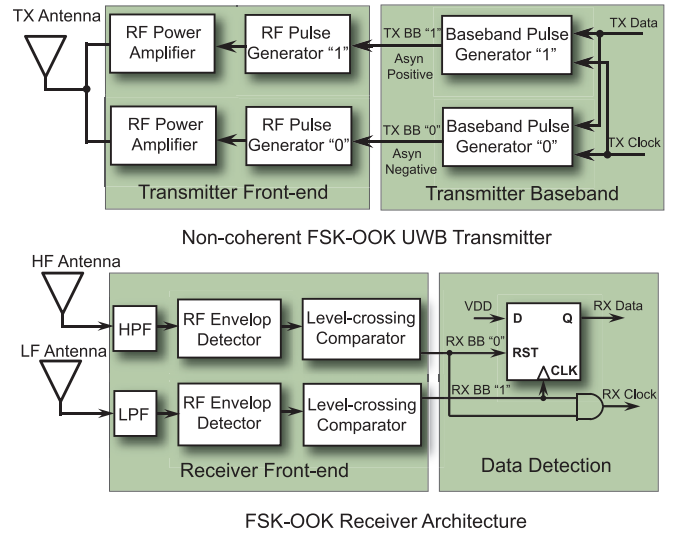 TX Antenna
RF Power Amplifier
RF Pulse Generator “1”
TX BB “1”
Asyn Positive
Baseband Pulse Generator “1”
TX Data
RF Power Amplifier
RF Pulse Generator “0”
TX BB “0”
Asyn Negative
Baseband Pulse Generator “0”
TX Clock
Transmitter Front-end
Transmitter Baseband
Non-coherent FSK-OOK UWB Transmitter
HF Antenna
HPF
RF Envelop Detector
Level-crossing Comparator
VDD
D
Q
RX Data
RX BB “0”
RST
CLK
LF Antenna
LPF
RF Envelop Detector
Level-crossing Comparator
RX BB “1”
RX Clock
Receiver Front-end
Data Detection
FSK-OOK Receiver Architecture